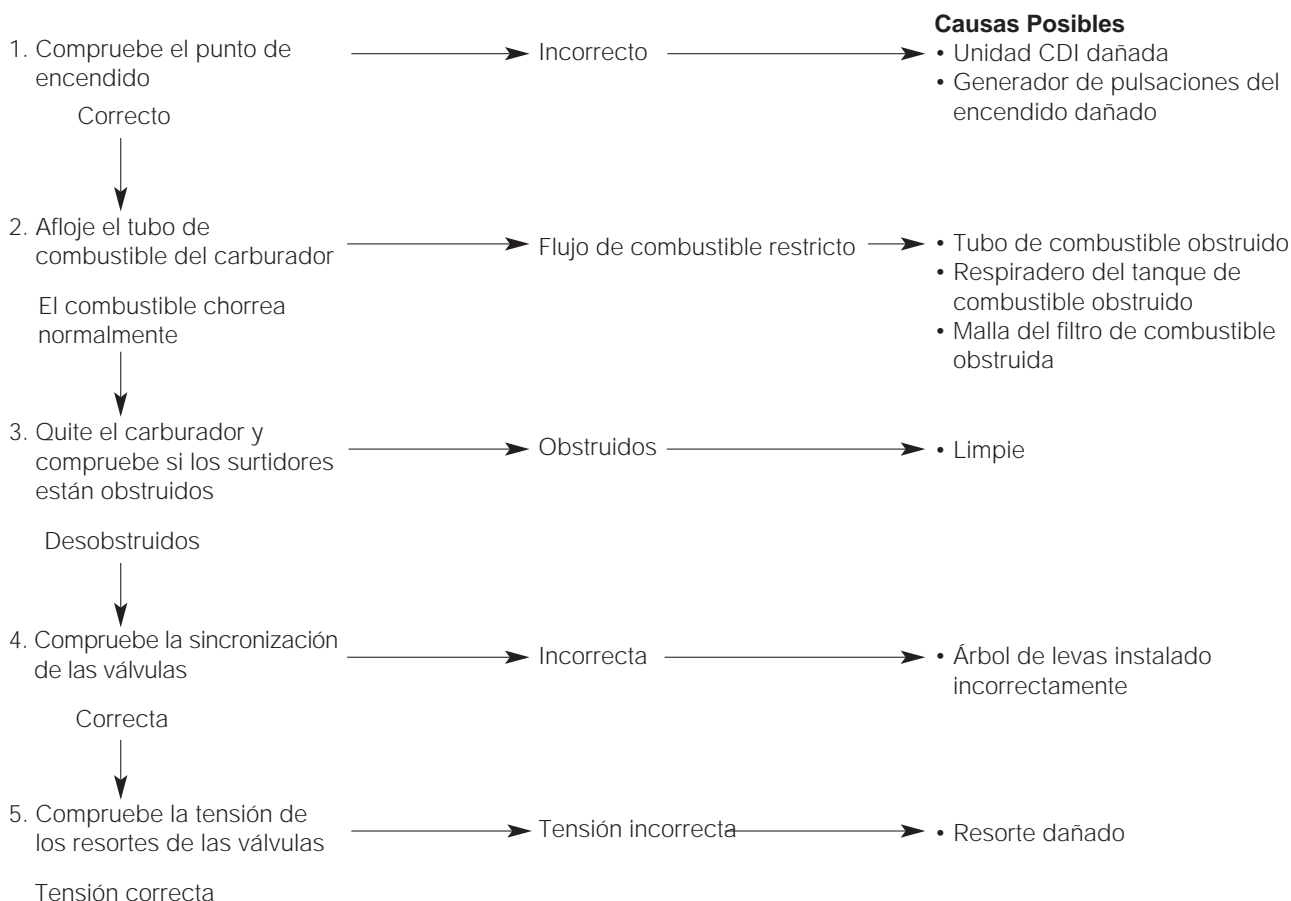 Causas Posibles
1. Compruebe el punto de
encendido
Incorrecto
• Unidad CDI dañada
• Generador de pulsaciones del
encendido dañado
Correcto
2. Afloje el tubo de
combustible del carburador
Flujo de combustible restricto
• Tubo de combustible obstruido
• Respiradero del tanque de
combustible obstruido
• Malla del filtro de combustible
obstruida
El combustible chorrea
normalmente
3. Quite el carburador y
compruebe si los surtidores
están obstruidos
Obstruidos
• Limpie
Desobstruidos
4. Compruebe la sincronización
de las válvulas
Incorrecta
• Árbol de levas instalado
incorrectamente
Correcta
5. Compruebe la tensión de
los resortes de las válvulas
Tensión incorrecta
• Resorte dañado
Tensión correcta